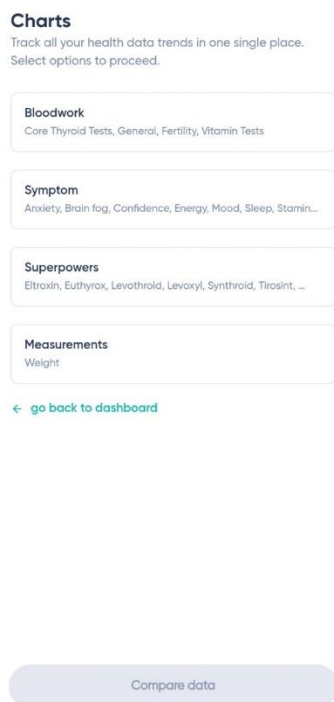 Charts
Track all your health data trends in one single place.
Select options to proceed.
Bloodwork
Core Thyroid Tests, General, Fertility, Vitamin Tests
Symptom
Anxiety, Brain fog, Confidence, Energy, Mood, Sleep, Stamin...
Superpowers
Eltroxin, Euthyrox, Levothroid, Levoxyl, Synthroid, Tirosint, ...
Measurements
Weight
← go back to dashboard
Compare data